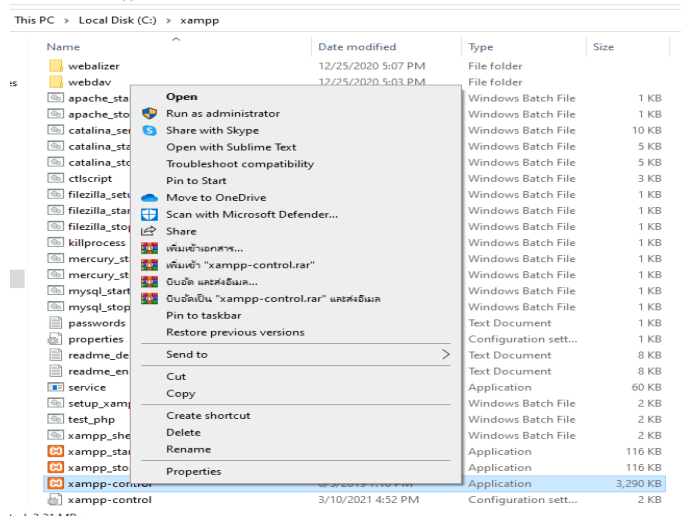 This PC > Local Disk (C:) > xampp
Name Date modified Type Size
webalizer 12/25/2020 5:07 PM File folder
webdav 12/25/2020 5:03 PM File folder
apache_sta Windows Batch File 1 KB
apache_sto Windows Batch File 1 KB
catalina_se Windows Batch File 10 KB
catalina_sta Windows Batch File 5 KB
catalina_sto Windows Batch File 5 KB
ctlscript Windows Batch File 3 KB
filezilla_setu Windows Batch File 1 KB
filezilla_star Windows Batch File 1 KB
filezilla_stop Windows Batch File 1 KB
killprocess Windows Batch File 1 KB
mercury_st Windows Batch File 1 KB
mercury_st Windows Batch File 1 KB
mysql_start Windows Batch File 1 KB
mysql_stop Windows Batch File 1 KB
passwords Text Document 1 KB
properties Configuration sett... 1 KB
readme_de Text Document 8 KB
readme_en Text Document 8 KB
service Application 60 KB
setup_xamp Windows Batch File 2 KB
test_php Windows Batch File 2 KB
xampp_she Windows Batch File 2 KB
xampp_star Application 116 KB
xampp_sto Application 116 KB
xampp-control Application 3,290 KB
xampp-control 3/10/2021 4:52 PM Configuration sett... 2 KB
Open
Run as administrator
Share with Skype
Open with Sublime Text
Troubleshoot compatibility
Pin to Start
Move to OneDrive
Scan with Microsoft Defender...
Share
เพิ่มเข้าเอกสาร...
เพิ่มเข้า "xampp-control.rar"
บีบอัด และส่งอีเมล...
บีบอัดเป็น "xampp-control.rar" และส่งอีเมล
Pin to taskbar
Restore previous versions
Send to
Cut
Copy
Create shortcut
Delete
Rename
Properties